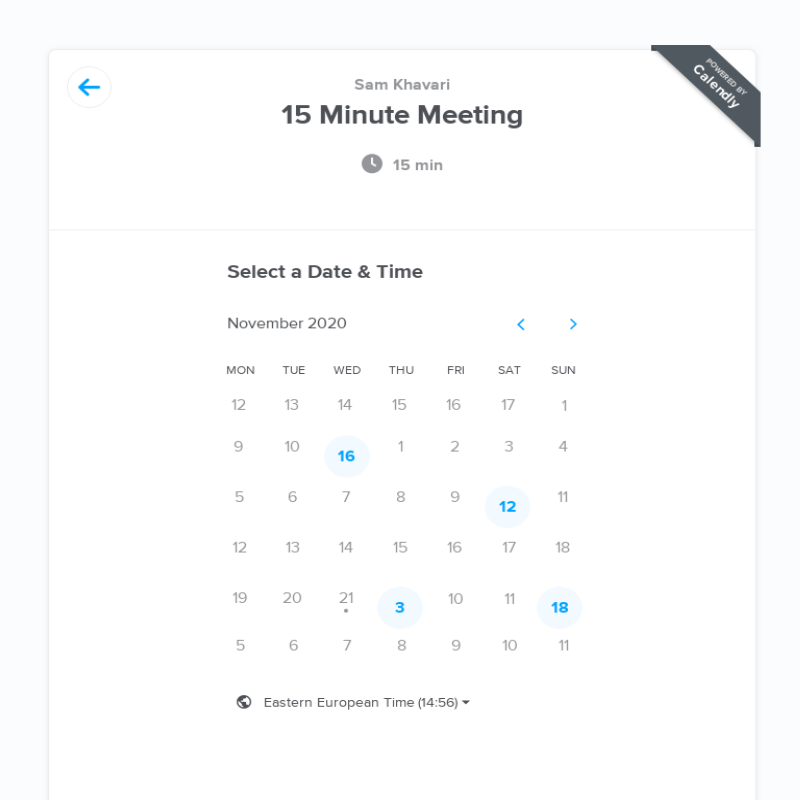 POWERED BY
Calendly
Sam Khavari
15 Minute Meeting
15 min
Select a Date & Time
November 2020
MON TUE WED THU FRI SAT SUN
12 13 14 15 16 17 1
9 10 16 1 2 3 4
5 6 7 8 9 12 11
12 13 14 15 16 17 18
19 20 21 3 10 11 18
5 6 7 8 9 10 11
Eastern European Time (14:56)